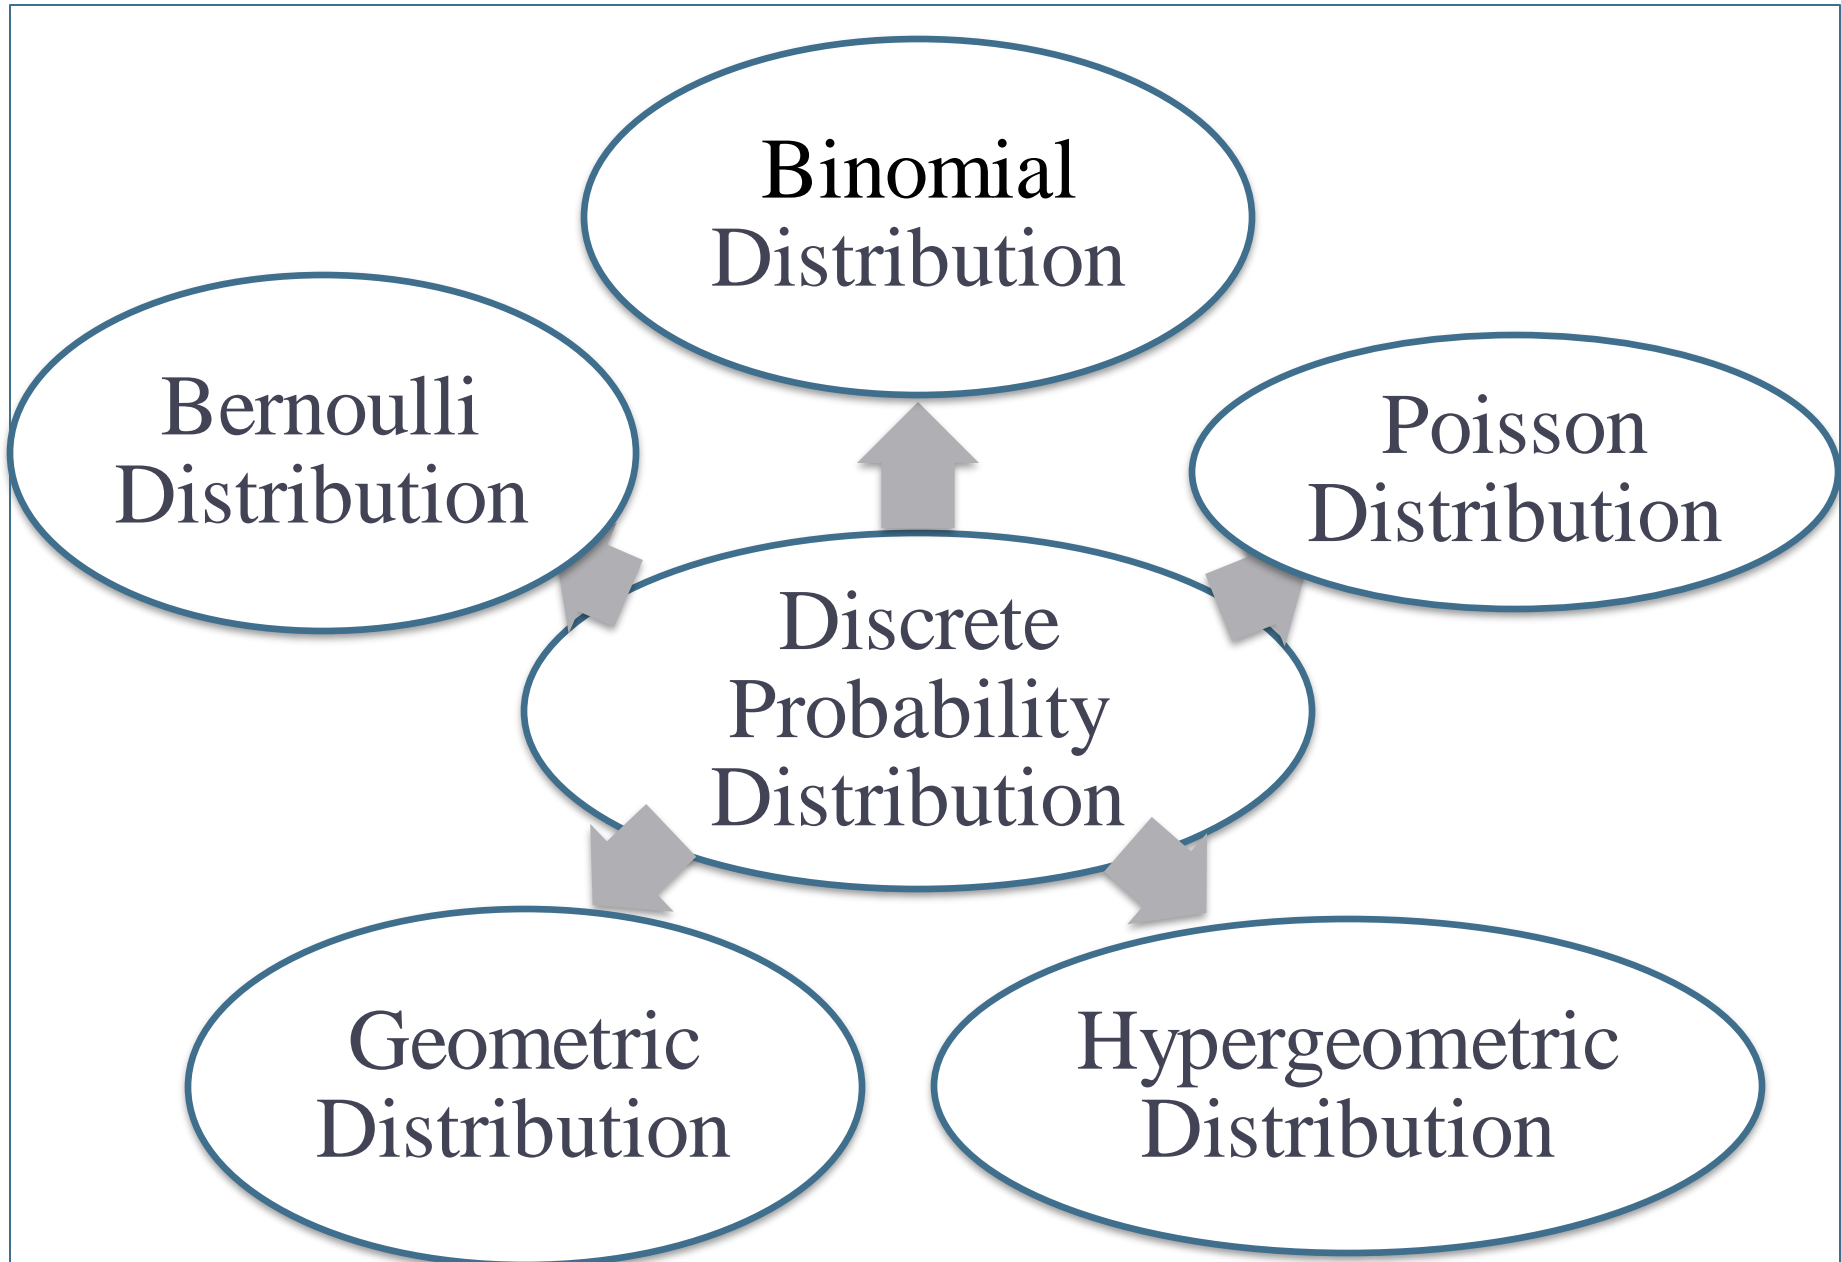 Binomial
Distribution
Bernoulli
Distribution
Poisson
Distribution
Discrete
Probability
Distribution
Geometric
Distribution
Hypergeometric
Distribution